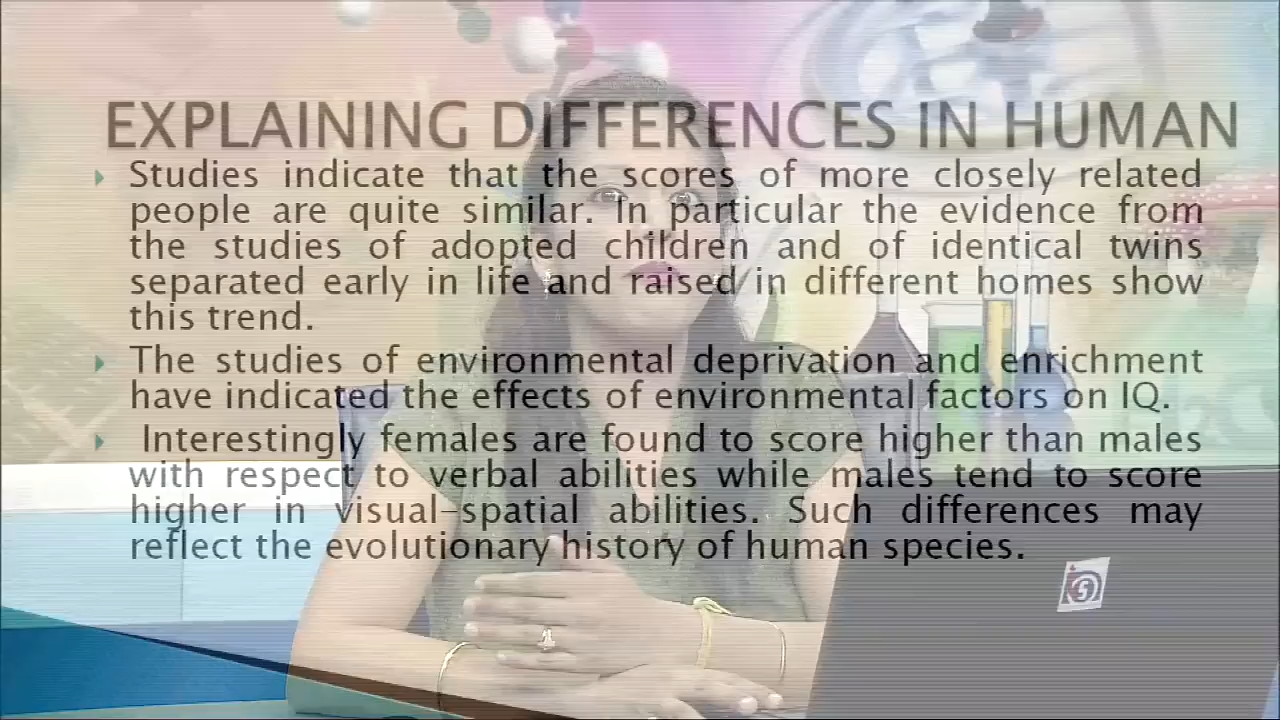 EXPLAINING DIFFERENCES IN HUMAN
Studies indicate that the scores of more closely related
people are quite similar. In particular the evidence from
the studies of adopted children and of identical twins
separated early in life and raised in different homes show
this trend.
The studies of environmental deprivation and enrichment
have indicated the effects of environmental factors on IQ.
Interestingly females are found to score higher than males
with respect to verbal abilities while males tend to score
higher in visual-spatial abilities. Such differences may
reflect the evolutionary history of human species.